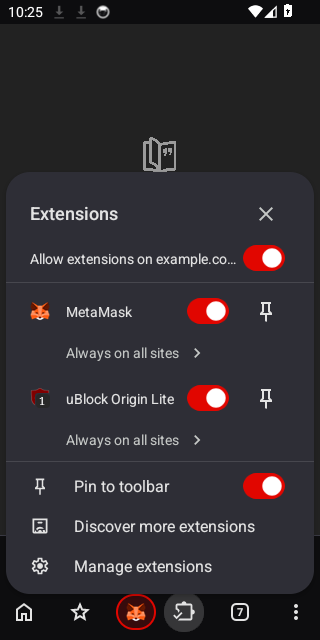 10:25
Extensions
Allow extensions on example.co...
MetaMask
Always on all sites
1
uBlock Origin Lite
Always on all sites
Pin to toolbar
Discover more extensions
Manage extensions
7